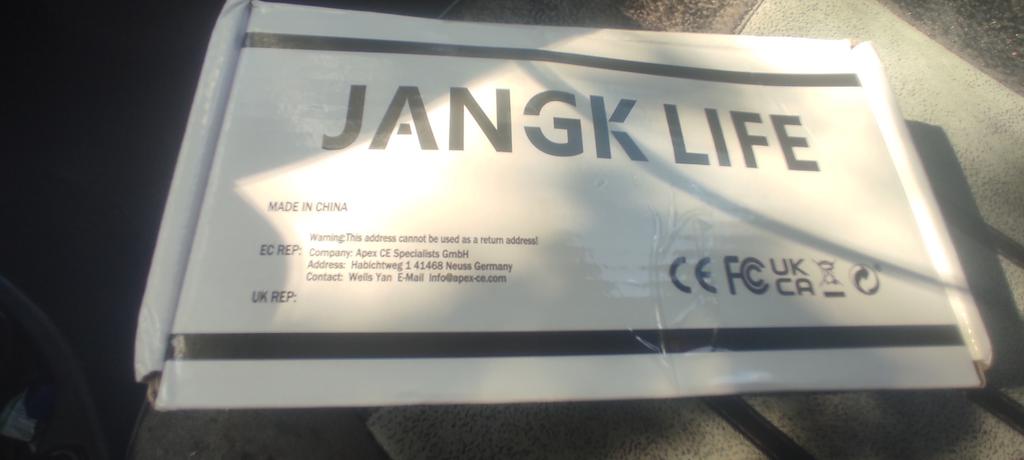 JANGK LIFE
MADE IN CHINA
Warning:This address cannot be used as a return address!
EC REP: Company: Apex CE Specialists GmbH
Address: Habichtweg 1 41468 Neuss Germany
Contact: Wells Yan E-Mail Info@apex-ce.com
UK REP:
CE FC UK
CA